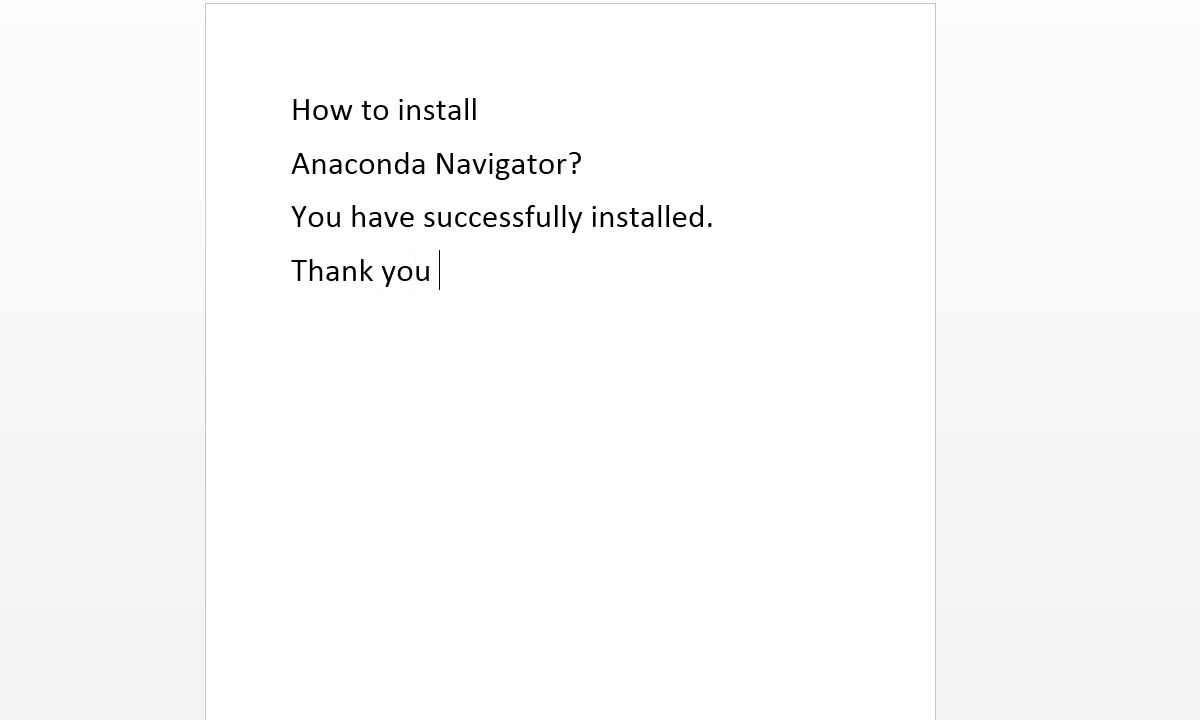 How to install
Anaconda Navigator?
You have successfully installed.
Thank you